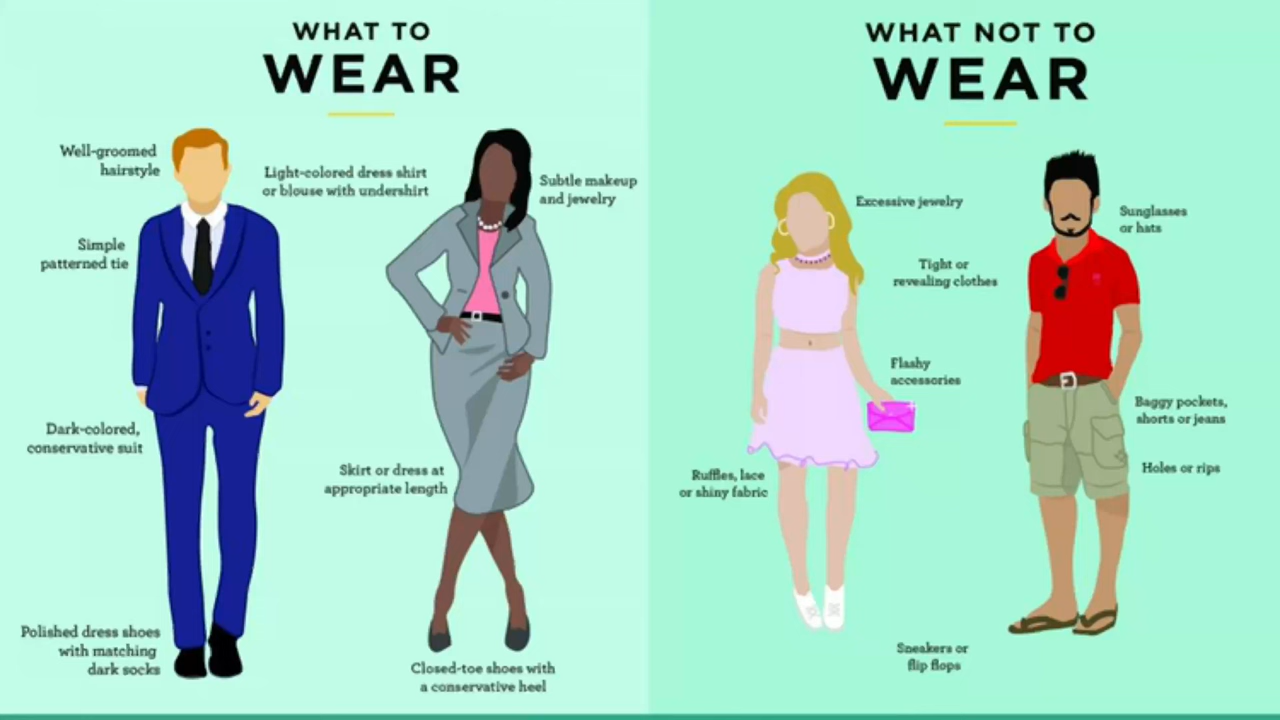 WHAT TO
WEAR
Well-groomed
hairstyle
Light-colored dress shirt
or blouse with undershirt
Subtle makeup
and jewelry
Simple
patterned tie
Dark-colored,
conservative suit
Skirt or dress at
appropriate length
Polished dress shoes
with matching
dark socks
Closed-toe shoes with
a conservative heel
WHAT NOT TO
WEAR
Excessive jewelry
Sunglasses
or hats
Tight or
revealing clothes
Flashy
accessories
Baggy pockets,
shorts or jeans
Holes or rips
Ruffles, lace
or shiny fabric
Sneakers or
flip flops